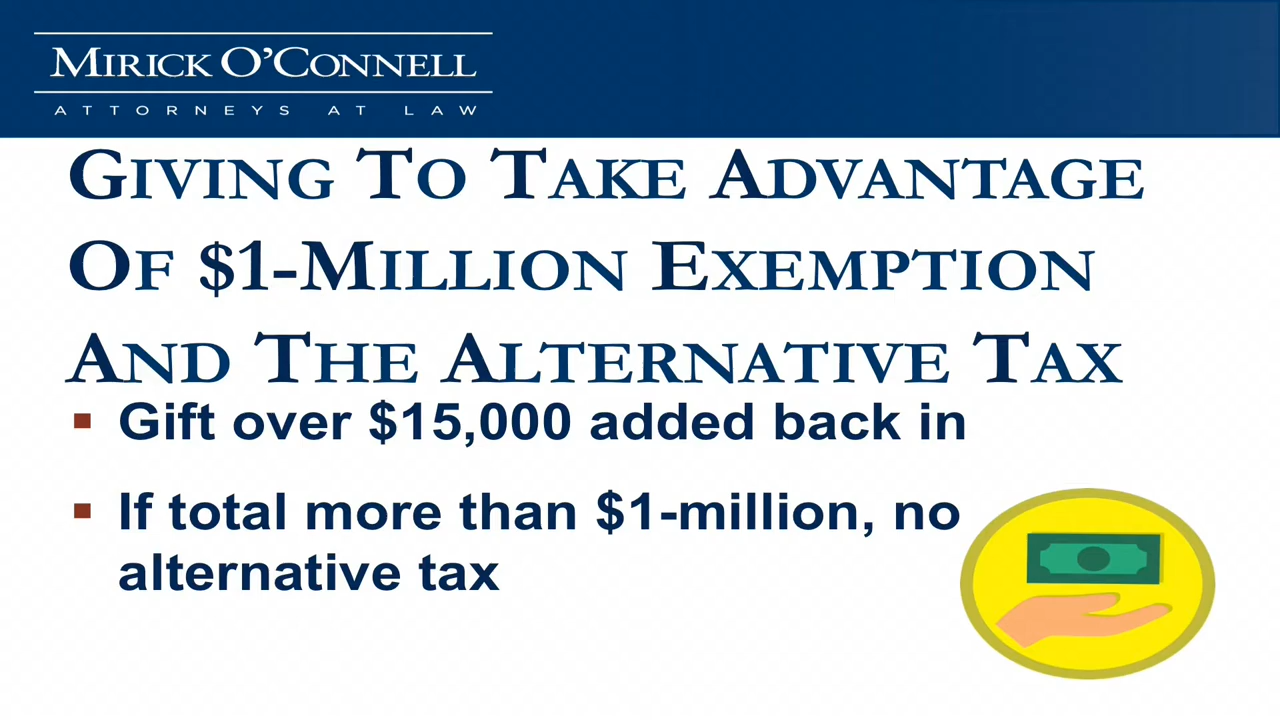 MIRICK O'CONNELL
ATTORNEYS AT LAW
GIVING TO TAKE ADVANTAGE
OF $1-MILLION EXEMPTION
AND THE ALTERNATIVE TAX
▪ Gift over $15,000 added back in
▪ If total more than $1-million, no
alternative tax